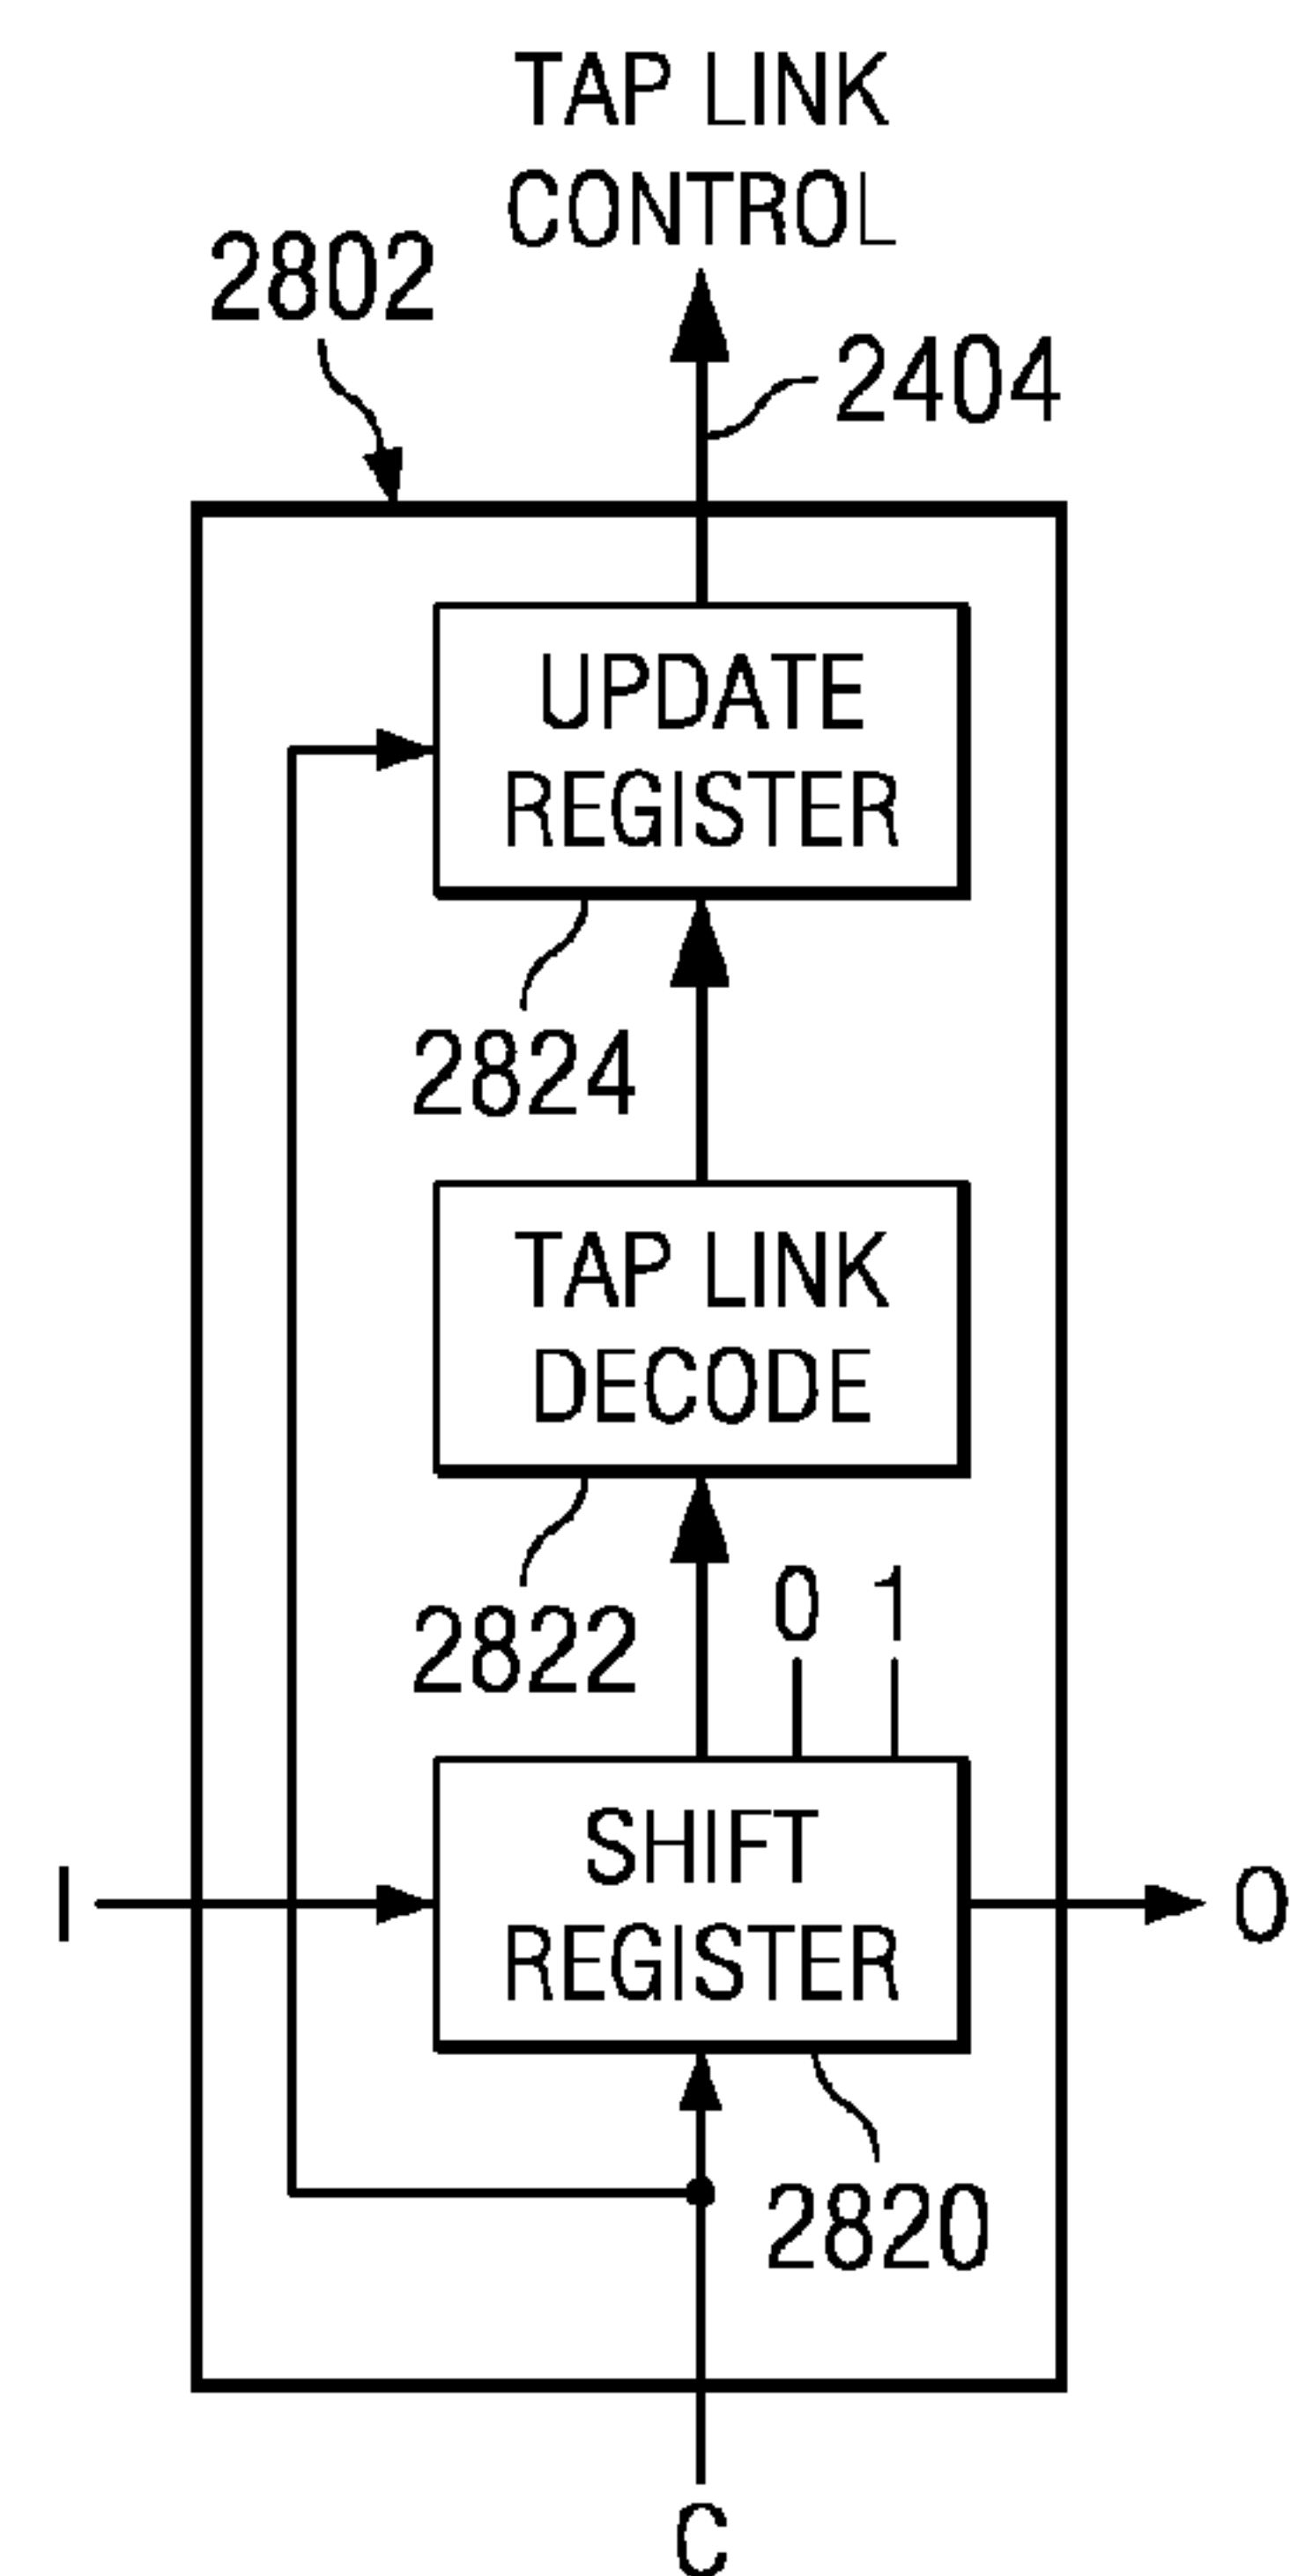 TAP LINK
CONTROL
2802
2404
UPDATE
REGISTER
2824
TAP LINK
DECODE
2822
0 1
SHIFT
REGISTER
I
O
2820
C